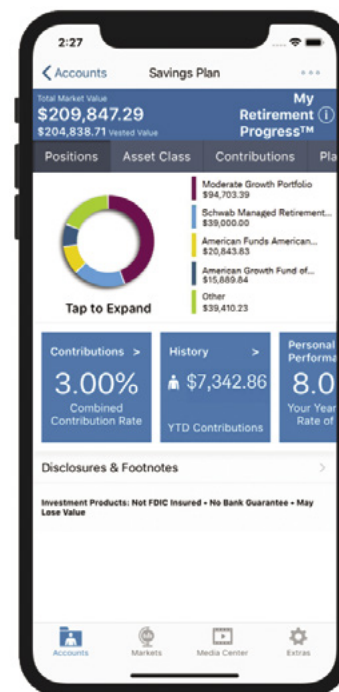 2:27
Accounts
Savings Plan
Total Market Value
$209,847.29
$204,838.71 Vested Value
My
Retirement
Progress™
Positions
Asset Class
Contributions
Pla
Moderate Growth Portfolio
$94,703.39
Schwab Managed Retirement...
$39,000.00
American Funds American...
$20,843.83
American Growth Fund of...
$15,889.84
Other
$39,410.23
Tap to Expand
Contributions >
3.00%
Combined
Contribution Rate
History >
$7,342.86
YTD Contributions
Personal
Performa
8.0
Your Year
Rate of
Disclosures & Footnotes
Investment Products: Not FDIC Insured • No Bank Guarantee • May
Lose Value
Accounts
Markets
Media Center
Extras